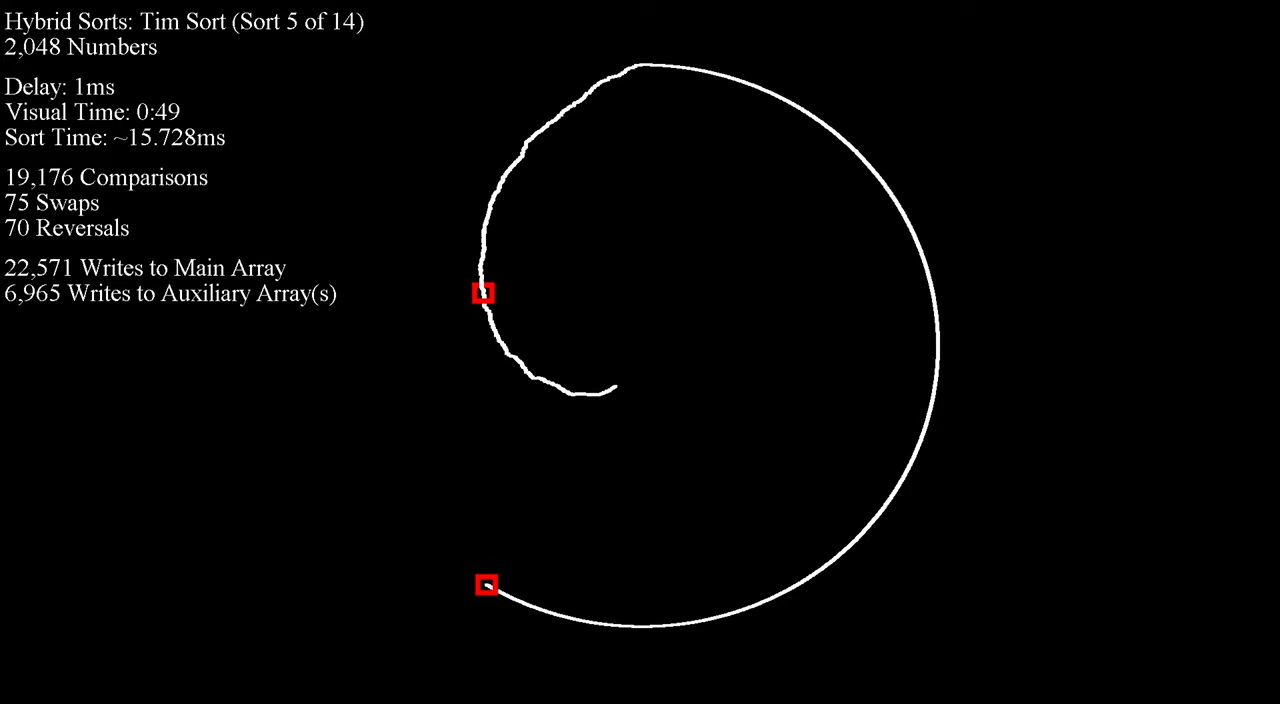 Hybrid Sorts: Tim Sort (Sort 5 of 14)
2,048 Numbers
Delay: 1ms
Visual Time: 0:49
Sort Time: ~15.728ms
19,176 Comparisons
75 Swaps
70 Reversals
22,571 Writes to Main Array
6,965 Writes to Auxiliary Array(s)